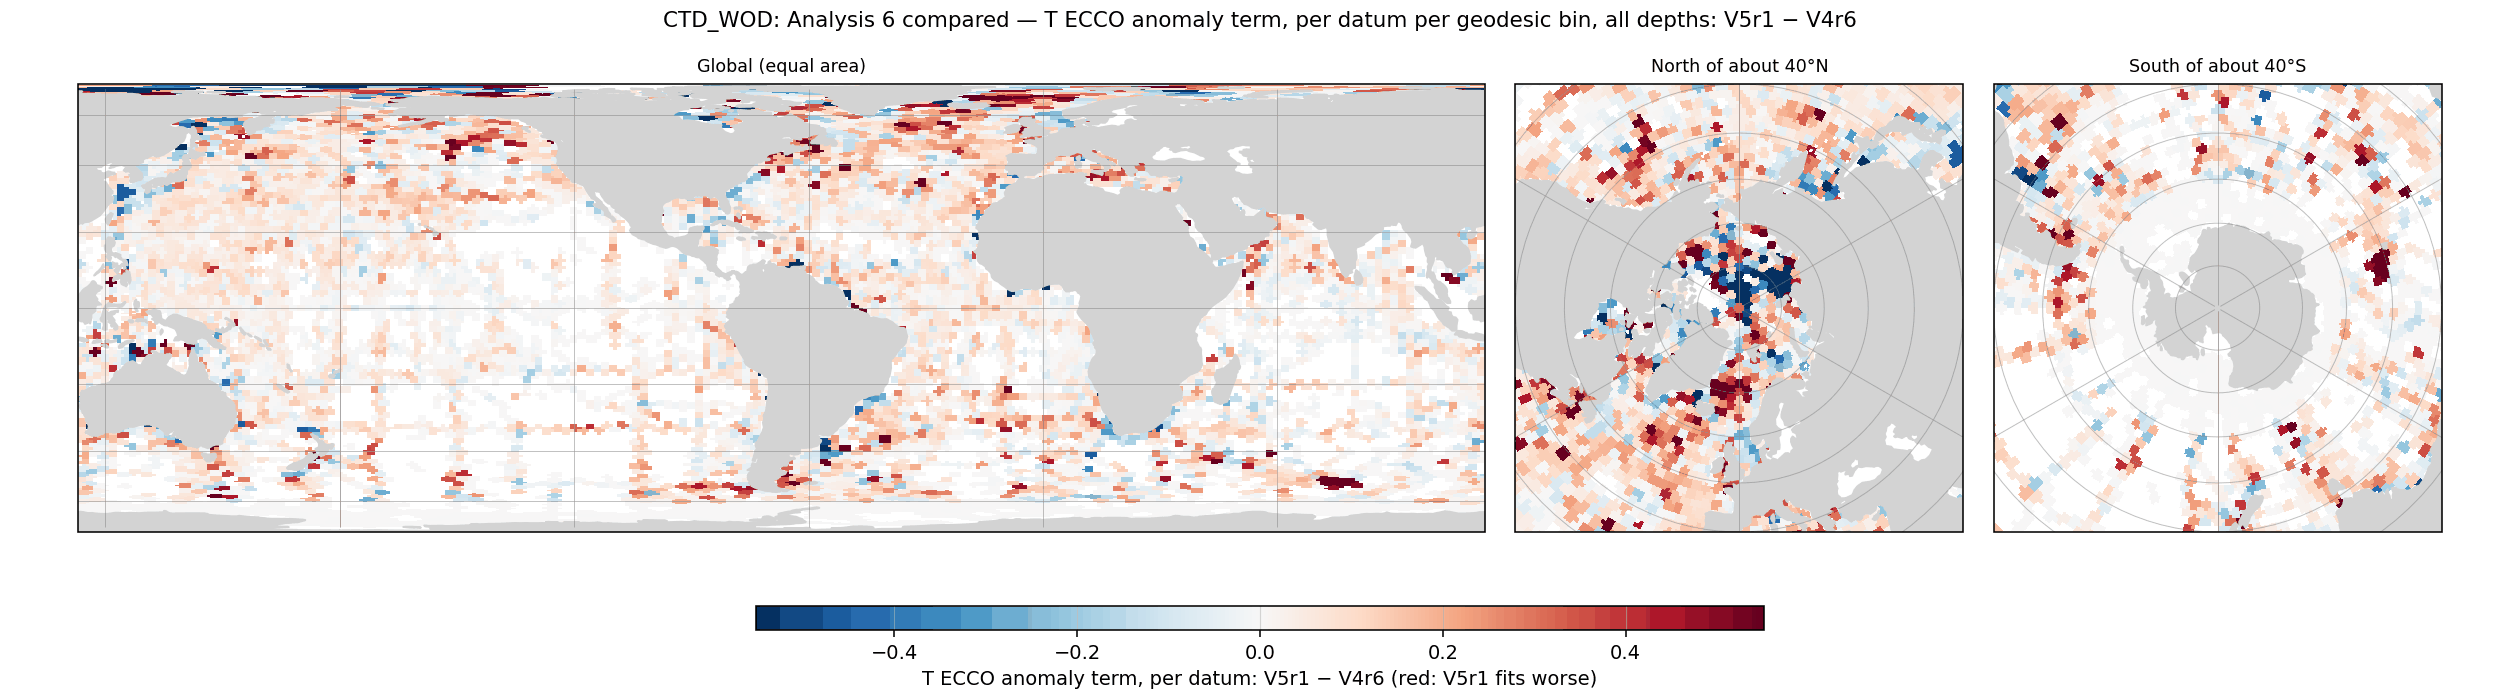 CTD_WOD: Analysis 6 compared — T ECCO anomaly term, per datum per geodesic bin, all depths: V5r1 − V4r6
Global (equal area)
North of about 40°N
South of about 40°S
−0.4
−0.2
0.0
0.2
0.4
T ECCO anomaly term, per datum: V5r1 − V4r6 (red: V5r1 fits worse)